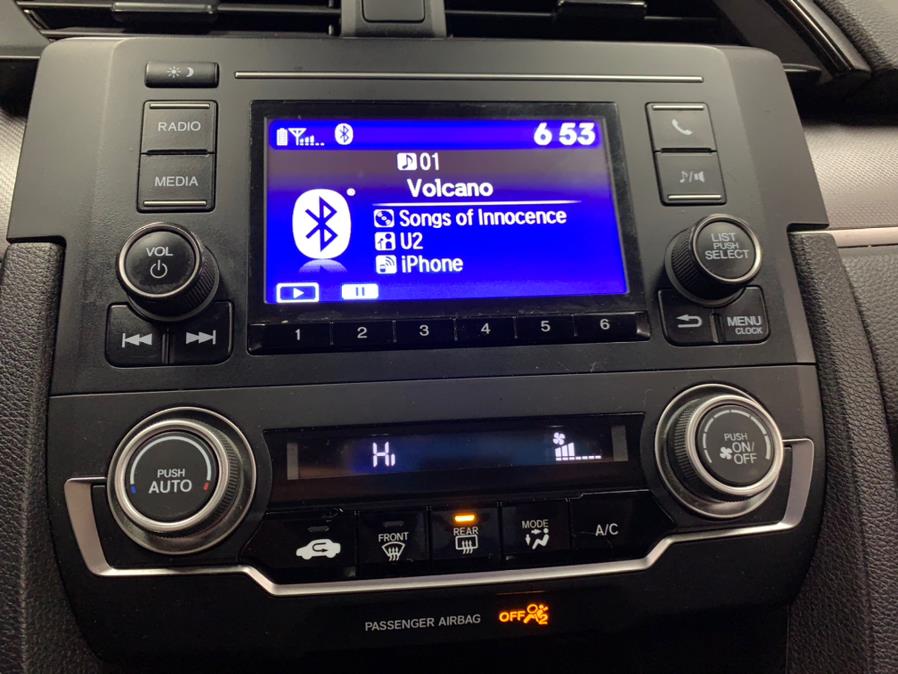 RADIO
MEDIA
6 53
01
Volcano
Songs of Innocence
U2
iPhone
VOL
LIST
PUSH
SELECT
MENU
CLOCK
1 2 3 4 5 6
PUSH
AUTO
Hi
PUSH
ON/
OFF
FRONT
REAR
MODE
A/C
PASSENGER AIRBAG OFF